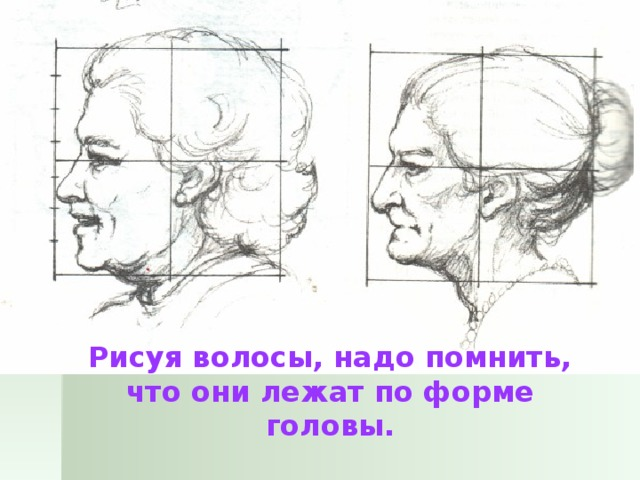 Рисуя волосы, надо помнить,
что они лежат по форме
головы.